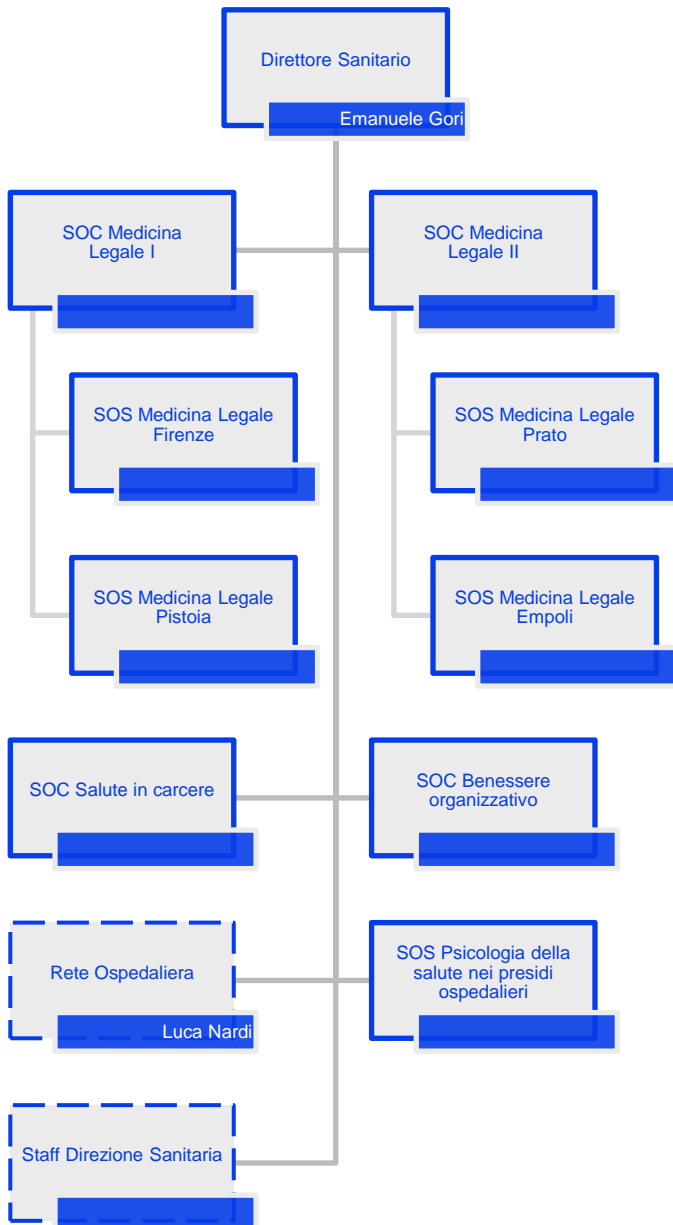 Direttore Sanitario
Emanuele Gori
SOC Medicina
Legale I
SOC Medicina
Legale II
SOS Medicina Legale
Firenze
SOS Medicina Legale
Prato
SOS Medicina Legale
Pistoia
SOS Medicina Legale
Empoli
SOC Salute in carcere
SOC Benessere
organizzativo
Rete Ospedaliera
Luca Nardi
SOS Psicologia della
salute nei presidi
ospedalieri
Staff Direzione Sanitaria